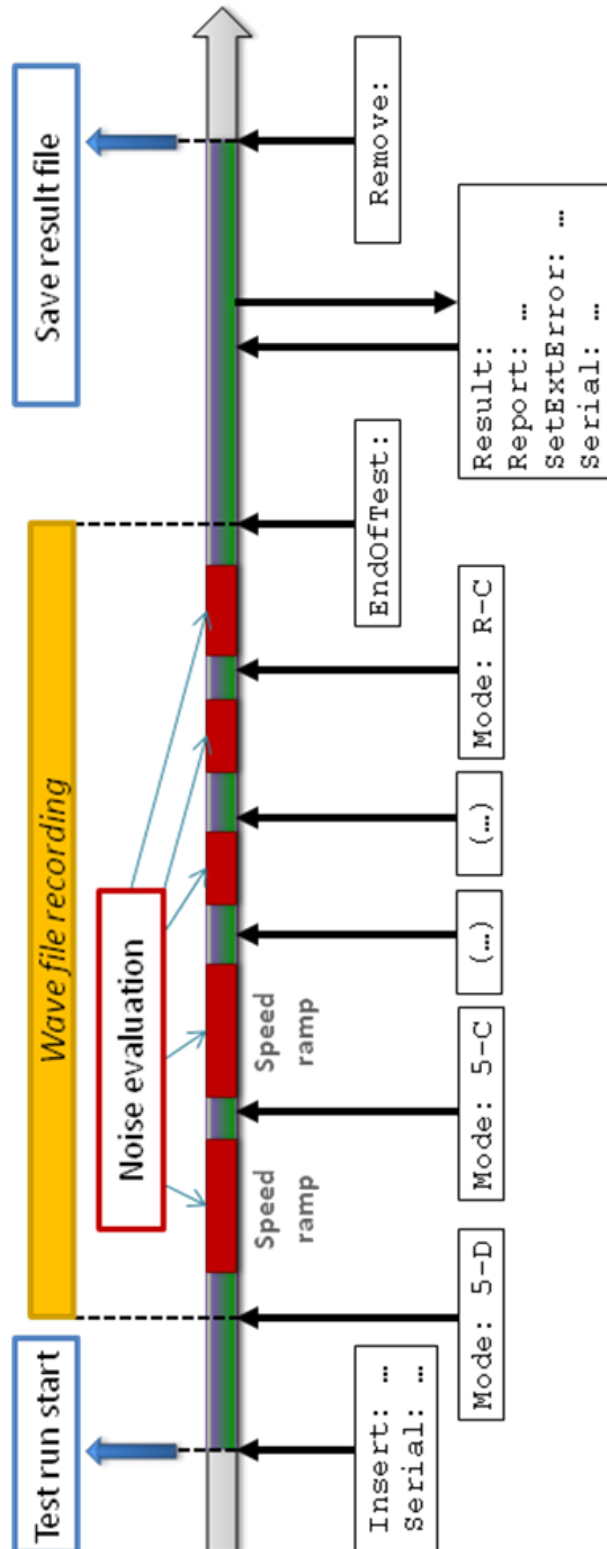 Test run start
Save result file
Wave file recording
Noise evaluation
Speed
ramp
Speed
ramp
Insert: …
Serial: …
EndOfTest:
Remove:
Mode: 5-D
Mode: 5-C
(…)
(…)
Mode: R-C
Result:
Report: …
SetExtError: …
Serial: …